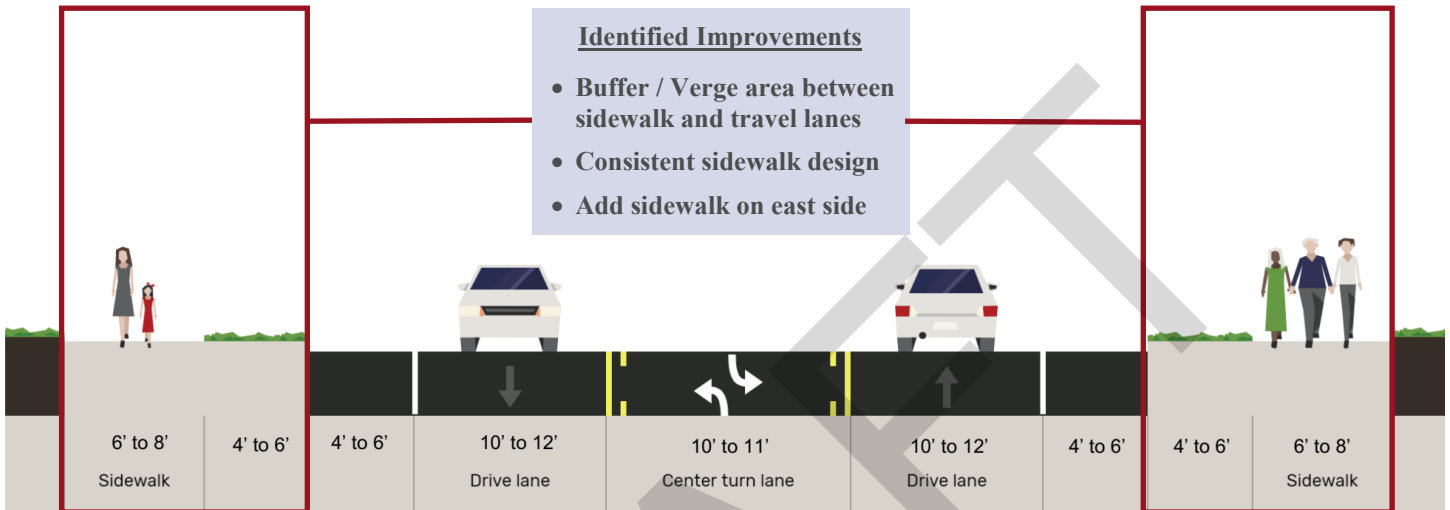 Identified Improvements
• Buffer / Verge area between
sidewalk and travel lanes
• Consistent sidewalk design
• Add sidewalk on east side
6’ to 8’
4’ to 6’
4’ to 6’
10’ to 12’
10’ to 11’
10’ to 12’
4’ to 6’
4’ to 6’
6’ to 8’
Sidewalk
Drive lane
Center turn lane
Drive lane
Sidewalk